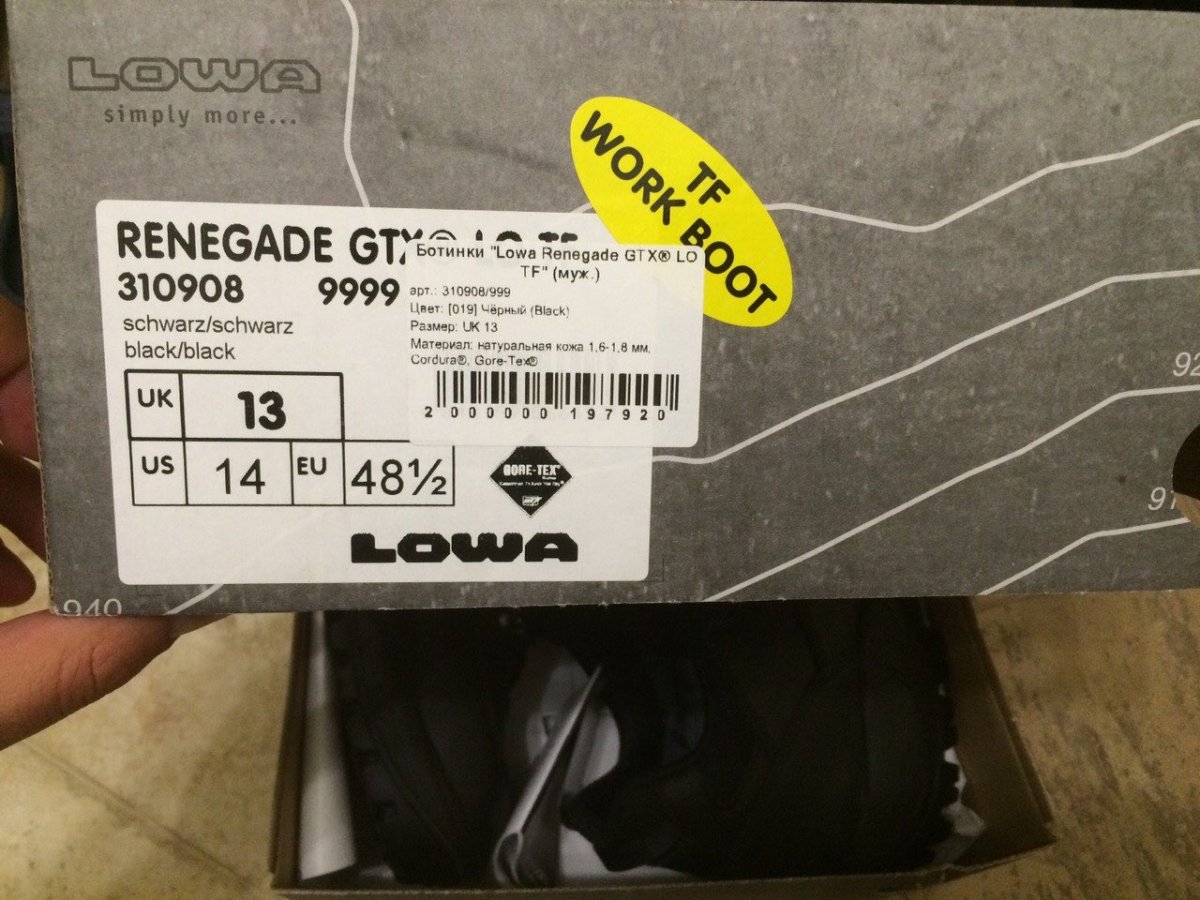 LOWA
simply more...
TF
WORK BOOT
RENEGADE GTX® LO TF
310908 9999
schwarz/schwarz
black/black
UK 13
US 14 EU 48½
Ботинки "Lowa Renegade GTX® LO
TF" (муж.)
арт.: 310908/999
Цвет: [019] Чёрный (Black)
Размер: UK 13
Материал: натуральная кожа 1,6-1,8 мм,
Cordura®, Gore-Tex®
2 000000 197920
GORE-TEX®
LOWA
940
92
91